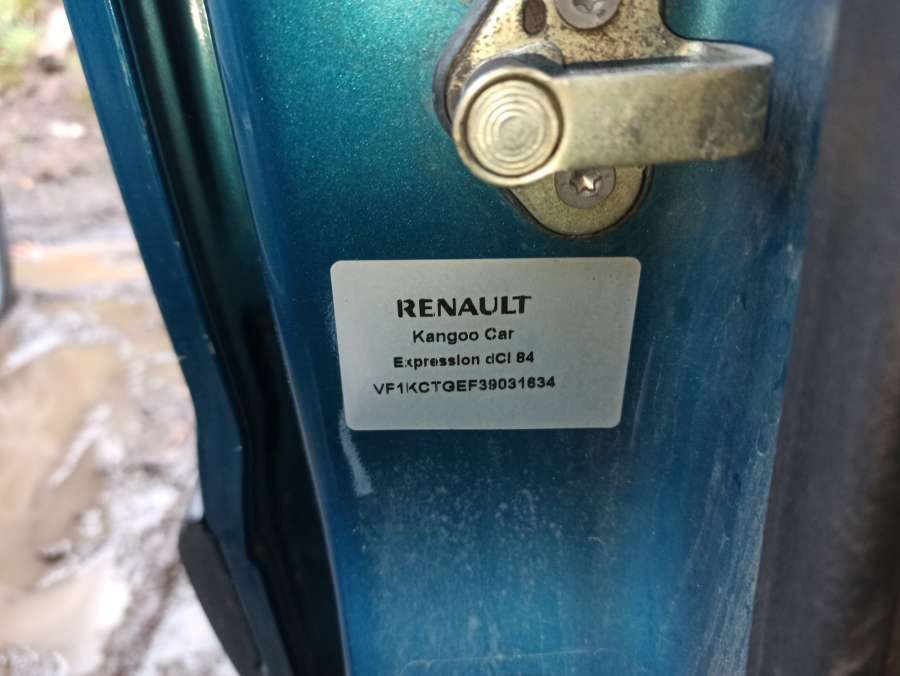 RENAULT
Kangoo Car
Expression dCI 84
VF1KCTGEF39031634